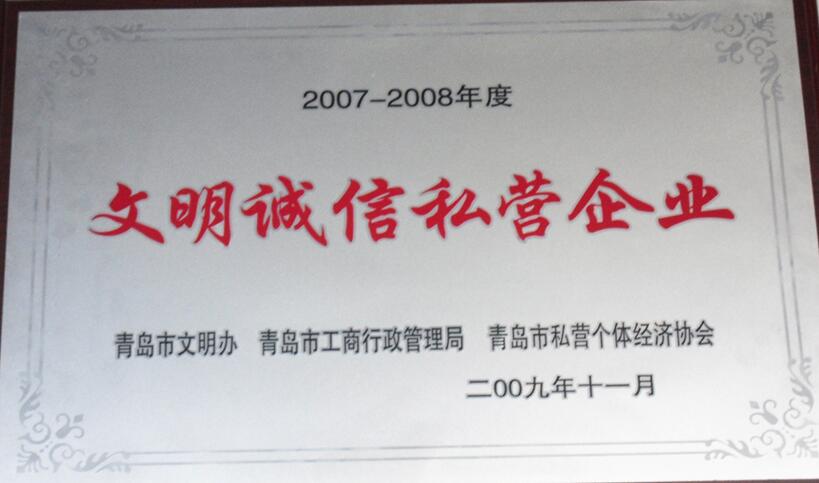 2007-2008年度
文明诚信私营企业
青岛市文明办 青岛市工商行政管理局 青岛市私营个体经济协会
二00九年十一月